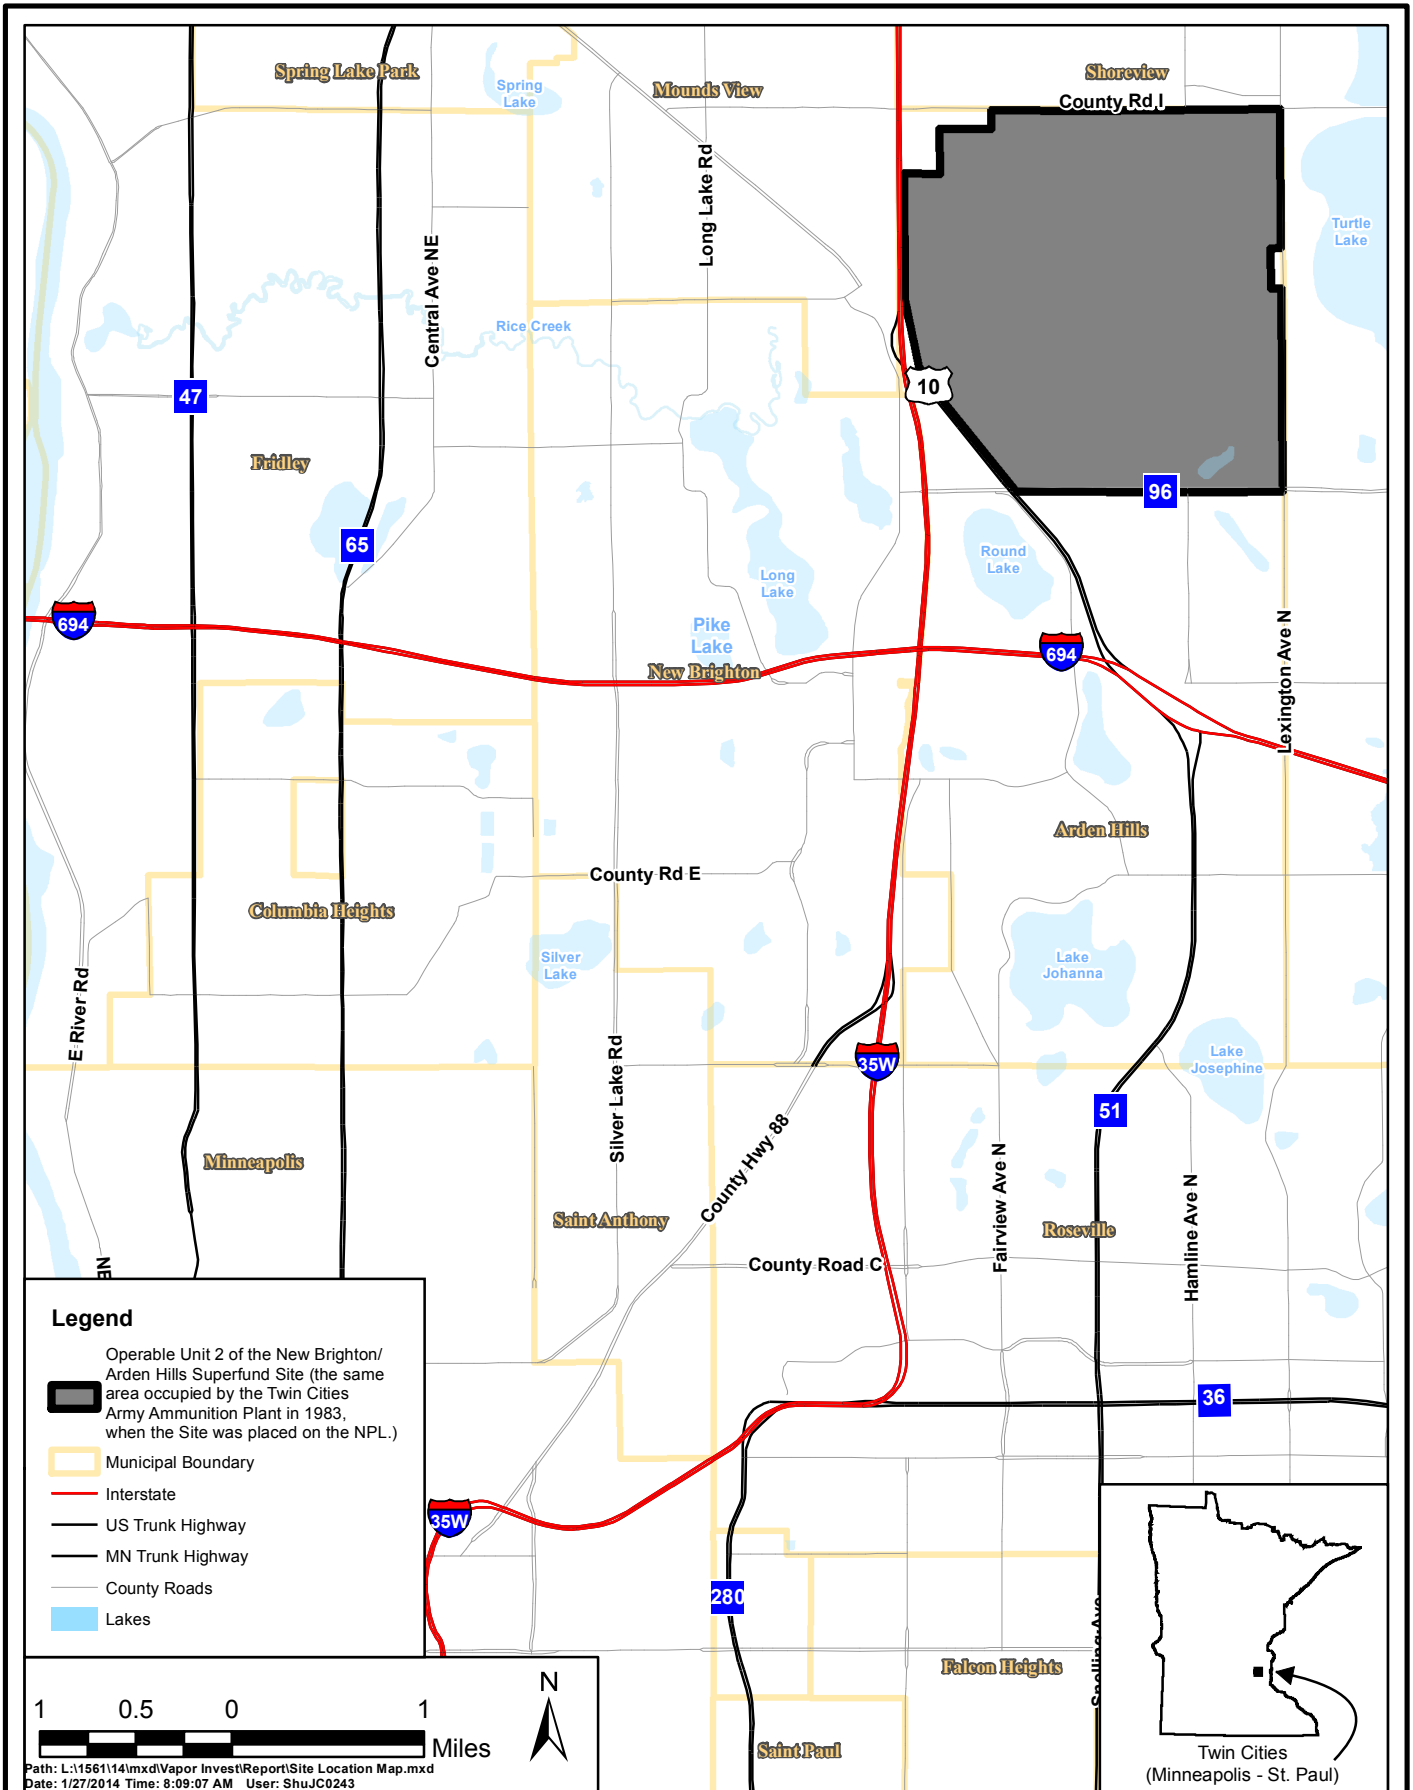 Spring Lake Park
Spring
Lake
Mounds View
Shoreview
County Rd I
Long Lake Rd
Turtle
Lake
Central Ave NE
Rice Creek
47
10
Fridley
96
65
Round
Lake
Long
Lake
694
Pike
Lake
694
New Brighton
Lexington Ave N
Arden Hills
County Rd E
Columbia Heights
Silver
Lake
Lake
Johanna
E River Rd
Silver Lake Rd
35W
Lake
Josephine
51
County Hwy 88
Minneapolis
Saint Anthony
Fairview Ave N
Roseville
Hamline Ave N
County Road C
NE
36
35W
280
Snelling Ave
Falcon Heights
Saint Paul
Legend
Operable Unit 2 of the New Brighton/
Arden Hills Superfund Site (the same
area occupied by the Twin Cities
Army Ammunition Plant in 1983,
when the Site was placed on the NPL.)
Municipal Boundary
Interstate
US Trunk Highway
MN Trunk Highway
County Roads
Lakes
1 0.5 0 1
Miles
N
Path: L:\1561\14\mxd\Vapor Invest\Report\Site Location Map.mxd
Date: 1/27/2014 Time: 8:09:07 AM User: ShuJC0243
Twin Cities
(Minneapolis - St. Paul)